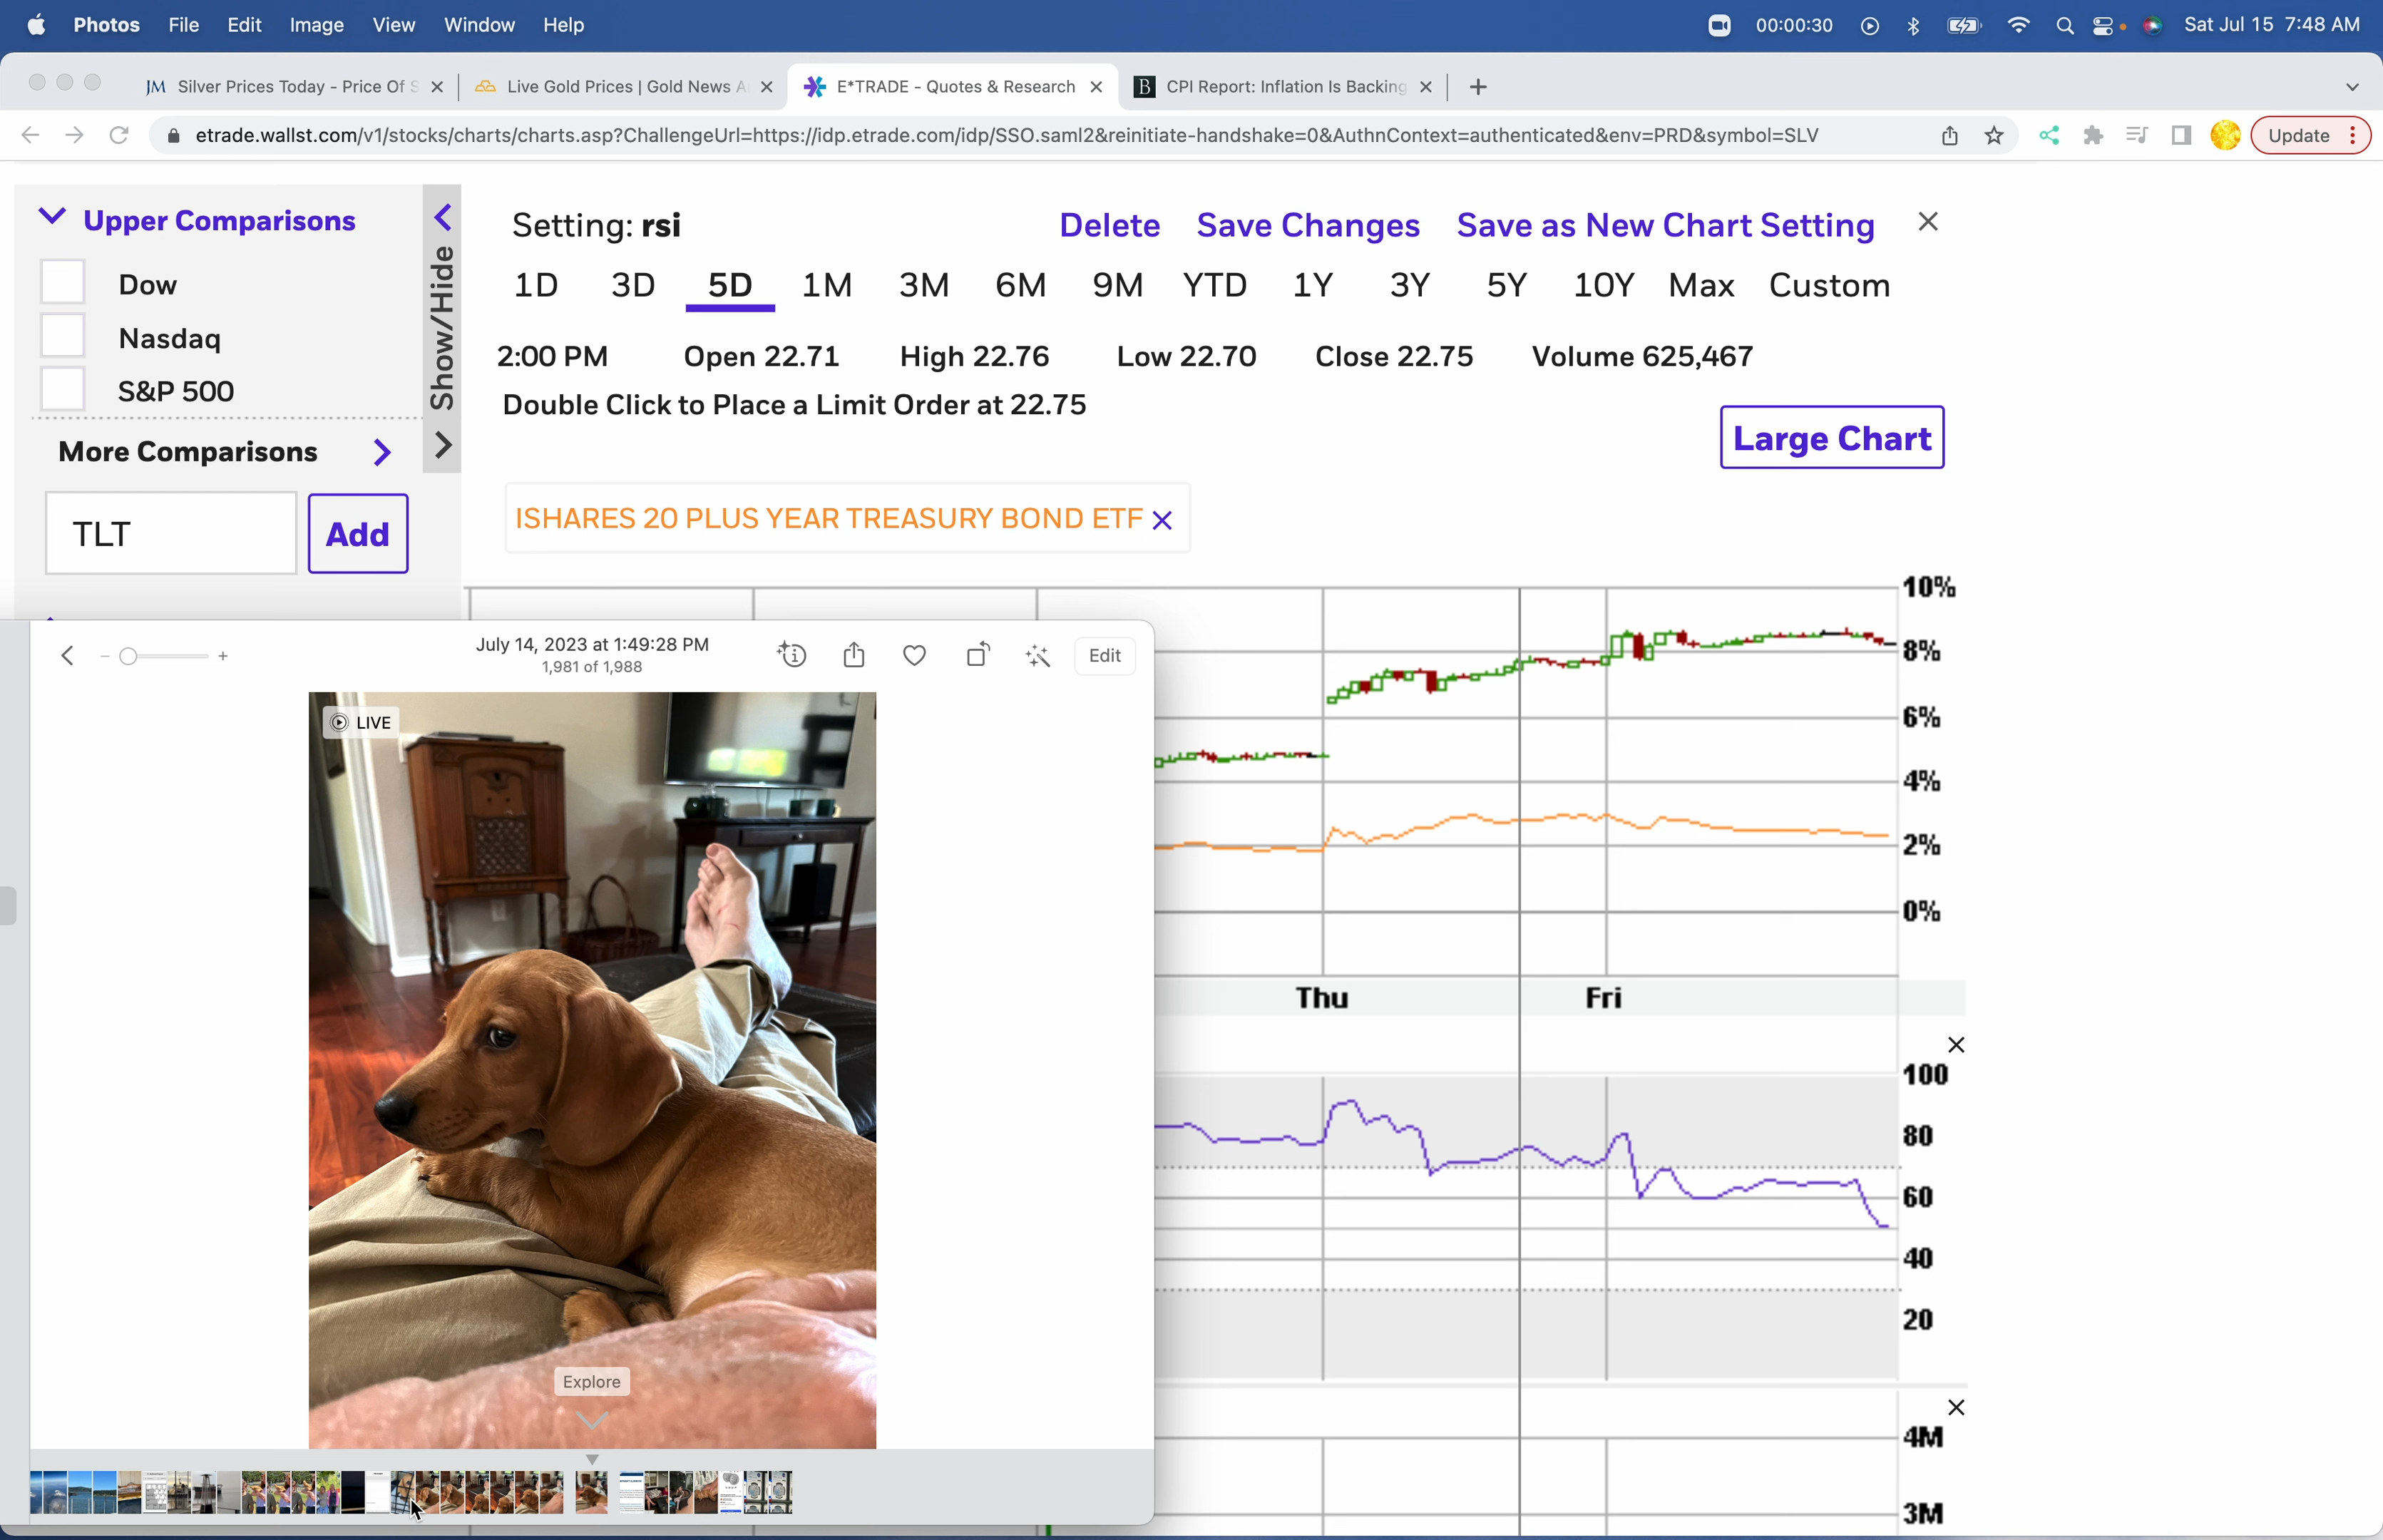 Photos File Edit Image View Window Help 00:00:30 Sat Jul 15 7:48 AM
JM Silver Prices Today - Price Of S Live Gold Prices | Gold News A E*TRADE - Quotes & Research B CPI Report: Inflation Is Backing
etrade.wallst.com/v1/stocks/charts/charts.asp?ChallengeUrl=https://idp.etrade.com/idp/SSO.saml2&reinitiate-handshake=0&AuthnContext=authenticated&env=PRD&symbol=SLV Update
Upper Comparisons
Dow
Nasdaq
S&P 500
More Comparisons
TLT Add
Show/Hide
Setting: rsi Delete Save Changes Save as New Chart Setting
1D 3D 5D 1M 3M 6M 9M YTD 1Y 3Y 5Y 10Y Max Custom
2:00 PM Open 22.71 High 22.76 Low 22.70 Close 22.75 Volume 625,467
Double Click to Place a Limit Order at 22.75
Large Chart
ISHARES 20 PLUS YEAR TREASURY BOND ETF
10%
8%
6%
4%
2%
0%
Thu Fri
100
80
60
40
20
4M
3M
July 14, 2023 at 1:49:28 PM
1,981 of 1,988
Edit
LIVE
Explore